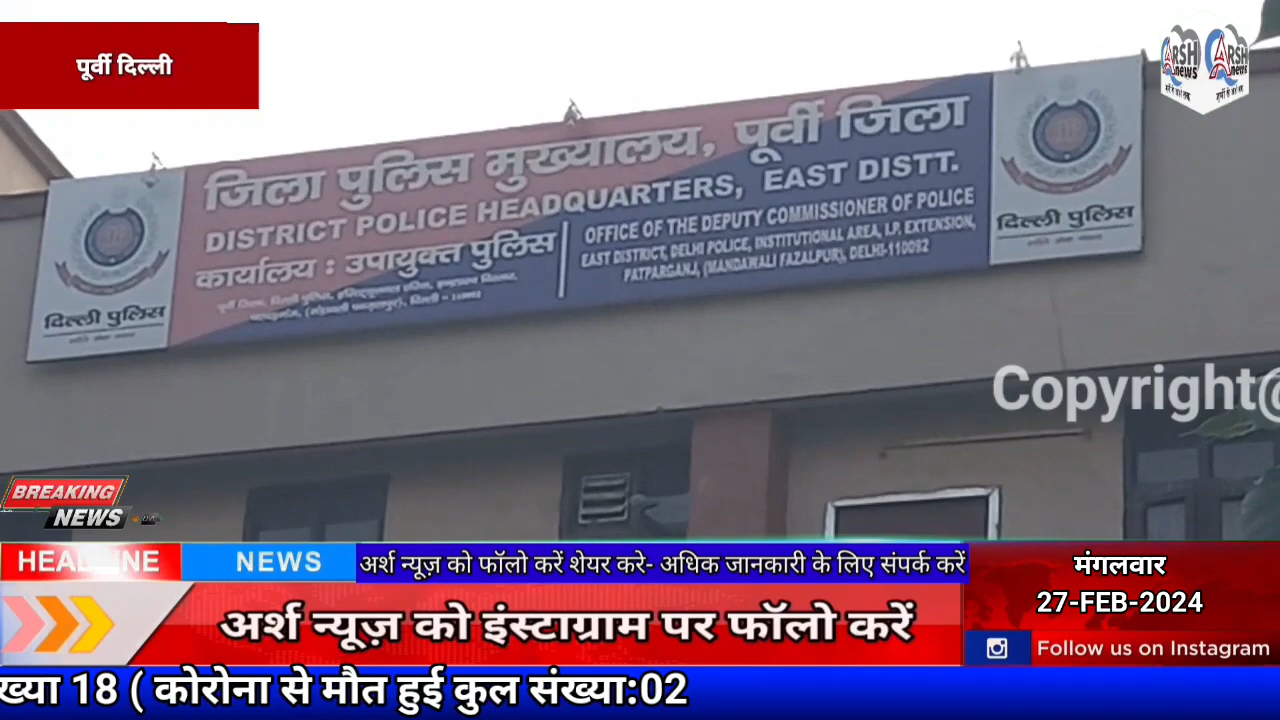 पूर्वी दिल्ली
ARSH news
ARSH news
जिला पुलिस मुख्यालय, पूर्वी जिला
DISTRICT POLICE HEADQUARTERS, EAST DISTT.
कार्यालय : उपायुक्त पुलिस
OFFICE OF THE DEPUTY COMMISSIONER OF POLICE
EAST DISTRICT, DELHI POLICE, INSTITUTIONAL AREA, I.P. EXTENSION,
PATPARGANJ, (MANDAWALI FAZALPUR), DELHI-110092
दिल्ली पुलिस
दिल्ली पुलिस
Copyright@
BREAKING
NEWS
HEADLINE NEWS
अर्श न्यूज़ को फॉलो करें शेयर करे- अधिक जानकारी के लिए संपर्क करें
अर्श न्यूज़ को इंस्टाग्राम पर फॉलो करें
मंगलवार
27-FEB-2024
Follow us on Instagram
ख्या 18 ( कोरोना से मौत हुई कुल संख्या:02